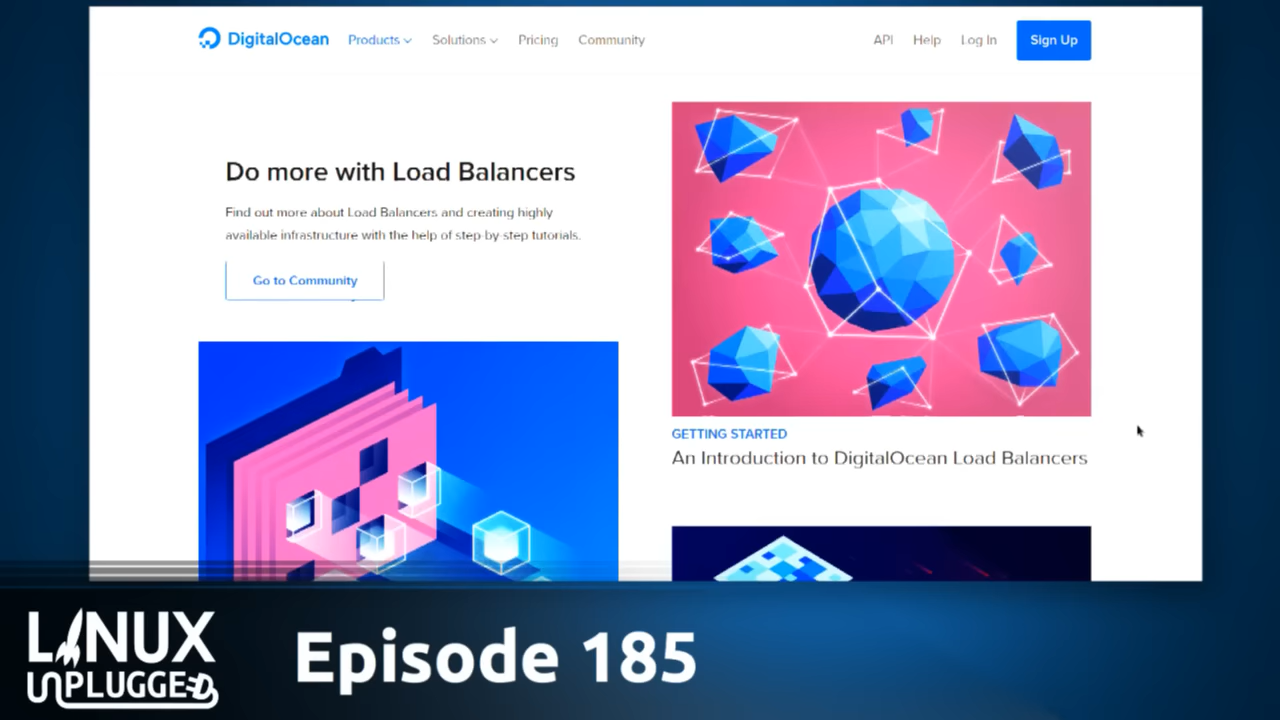 DigitalOcean
Products
Solutions
Pricing
Community
API
Help
Log In
Sign Up
Do more with Load Balancers
Find out more about Load Balancers and creating highly
available infrastructure with the help of step-by-step tutorials.
Go to Community
GETTING STARTED
An Introduction to DigitalOcean Load Balancers
LINUX
UNPLUGGED
Episode 185